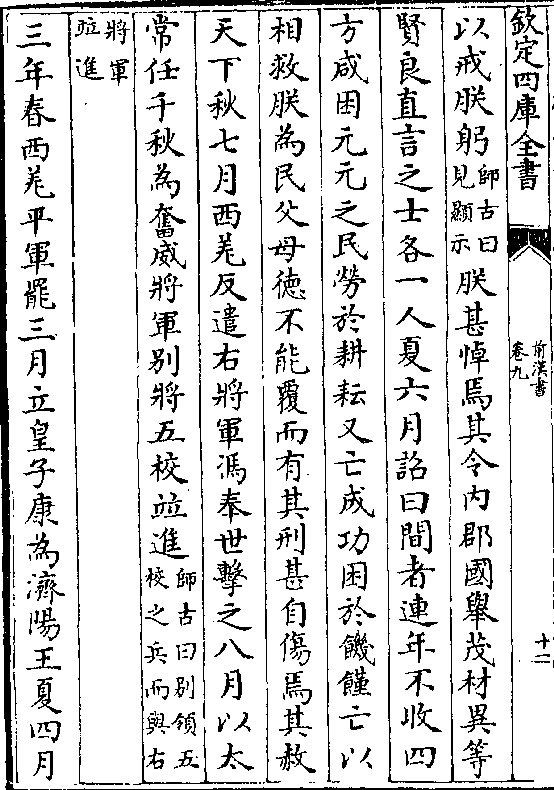 欽定四庫全書
前漢書
卷九
十二
以戒朕躬師古曰見顯示朕甚悼焉其令内郡國舉茂材異等
賢良直言之士各一人夏六月詔曰間者連年不收四
方咸困元元之民勞於耕耘又亡成功困於饑饉亡以
相救朕為民父母徳不能覆而有其刑甚自傷焉其赦
天下秋七月西羌反遣右將軍馮奉世擊之八月以太
常任千秋為奮威將軍别將五校竝進師古曰别領五校之兵而與右
將軍竝進
三年春西羌平軍罷三月立皇子康為濟陽王夏四月